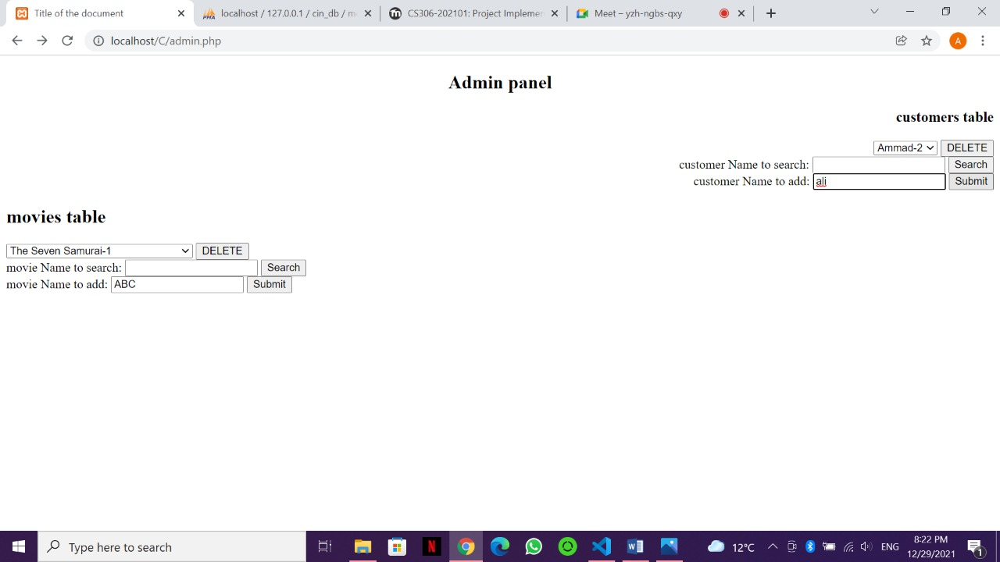 Title of the document
localhost / 127.0.0.1 / cin_db / m
CS306-202101: Project Implemen
Meet – yzh-ngbs-qxy
localhost/C/admin.php
A
Admin panel
customers table
Ammad-2 DELETE
customer Name to search: Search
customer Name to add: ali Submit
movies table
The Seven Samurai-1 DELETE
movie Name to search: Search
movie Name to add: ABC Submit
Type here to search
12°C
ENG
8:22 PM
12/29/2021
1